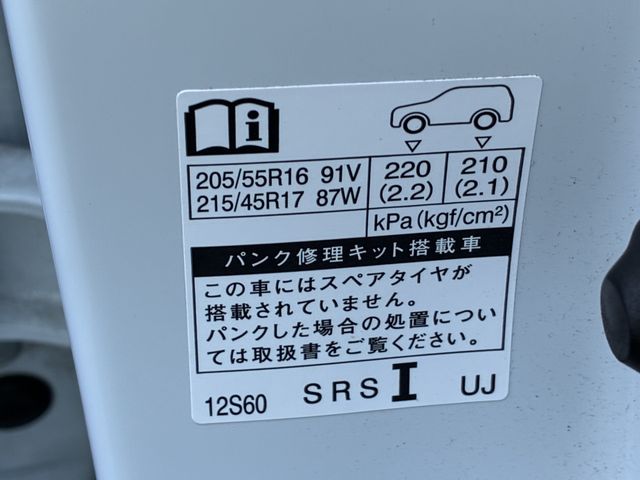 205/55R16 91V 220 210
215/45R17 87W (2.2) (2.1)
kPa(kgf/cm²)
パンク修理キット搭載車
この車にはスペアタイヤが
搭載されていません。
パンクした場合の処置につい
ては取扱書をご覧ください。
12S60 SRS I UJ